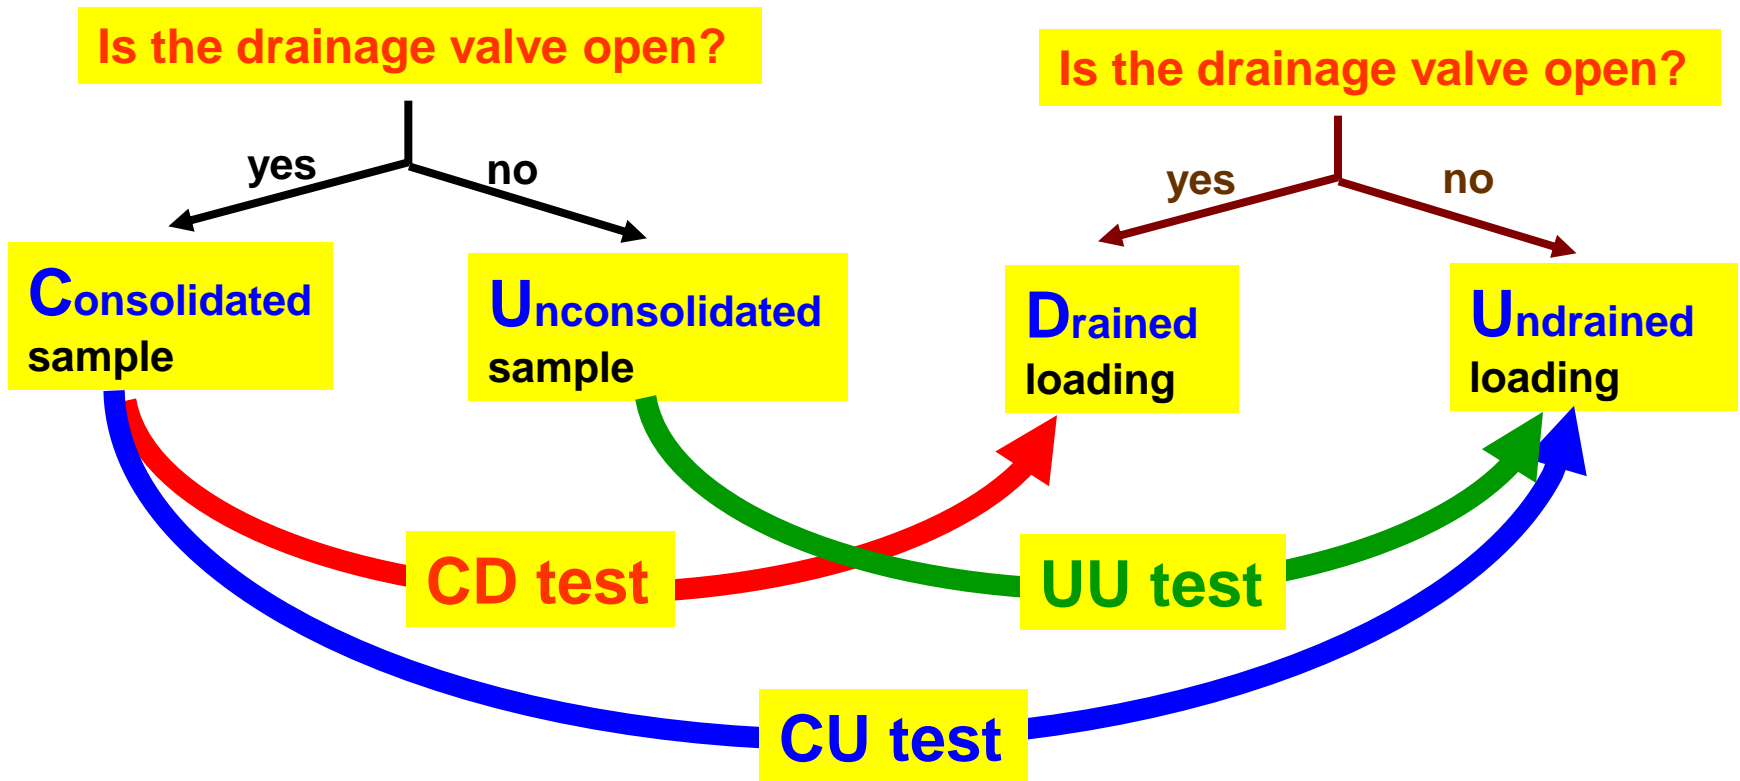 Is the drainage valve open?
yes
no
Consolidated
sample
Unconsolidated
sample
Is the drainage valve open?
yes
no
Drained
loading
Undrained
loading
CD test
UU test
CU test